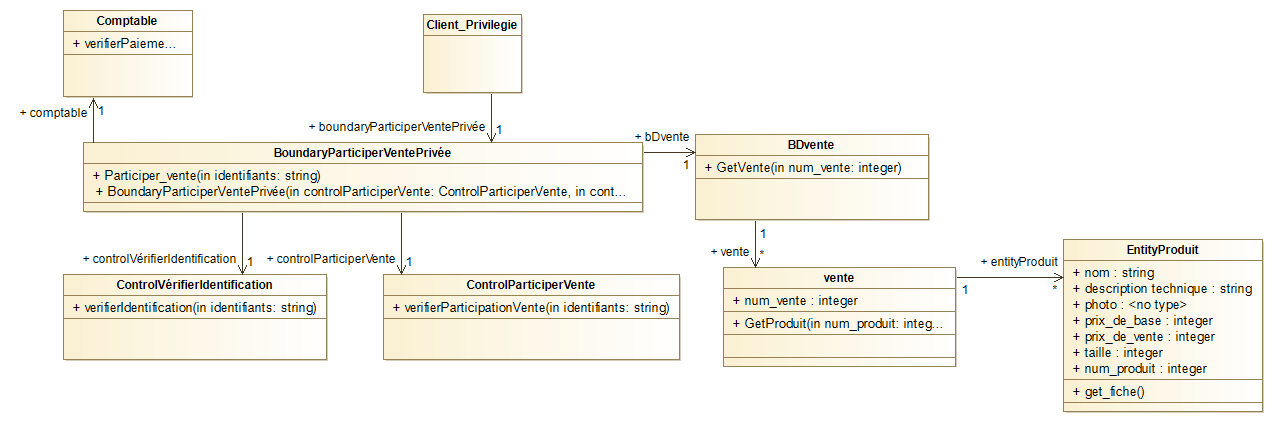 Comptable
+ verifierPaieme...
Client_Privilegie
+ comptable
1
+ boundaryParticiperVentePrivée
1
BoundaryParticiperVentePrivée
+ Participer_vente(in identifiants: string)
+ BoundaryParticiperVentePrivée(in controlParticiperVente: ControlParticiperVente, in cont...
+ bDvente
1
BDvente
+ GetVente(in num_vente: integer)
+ controlVérifierIdentification
1
+ controlParticiperVente
1
ControlVérifierIdentification
+ verifierIdentification(in identifiants: string)
ControlParticiperVente
+ verifierParticipationVente(in identifiants: string)
1
+ vente
*
vente
+ num_vente : integer
+ GetProduit(in num_produit: integ...
+ entityProduit
1
*
EntityProduit
+ nom : string
+ description technique : string
+ photo : <no type>
+ prix_de_base : integer
+ prix_de_vente : integer
+ taille : integer
+ num_produit : integer
+ get_fiche()